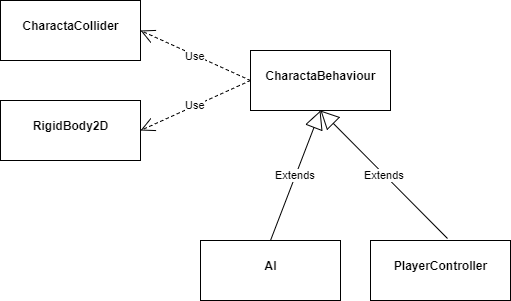 CharactaCollider
Use
CharactaBehaviour
Use
RigidBody2D
Extends
Extends
AI
PlayerController